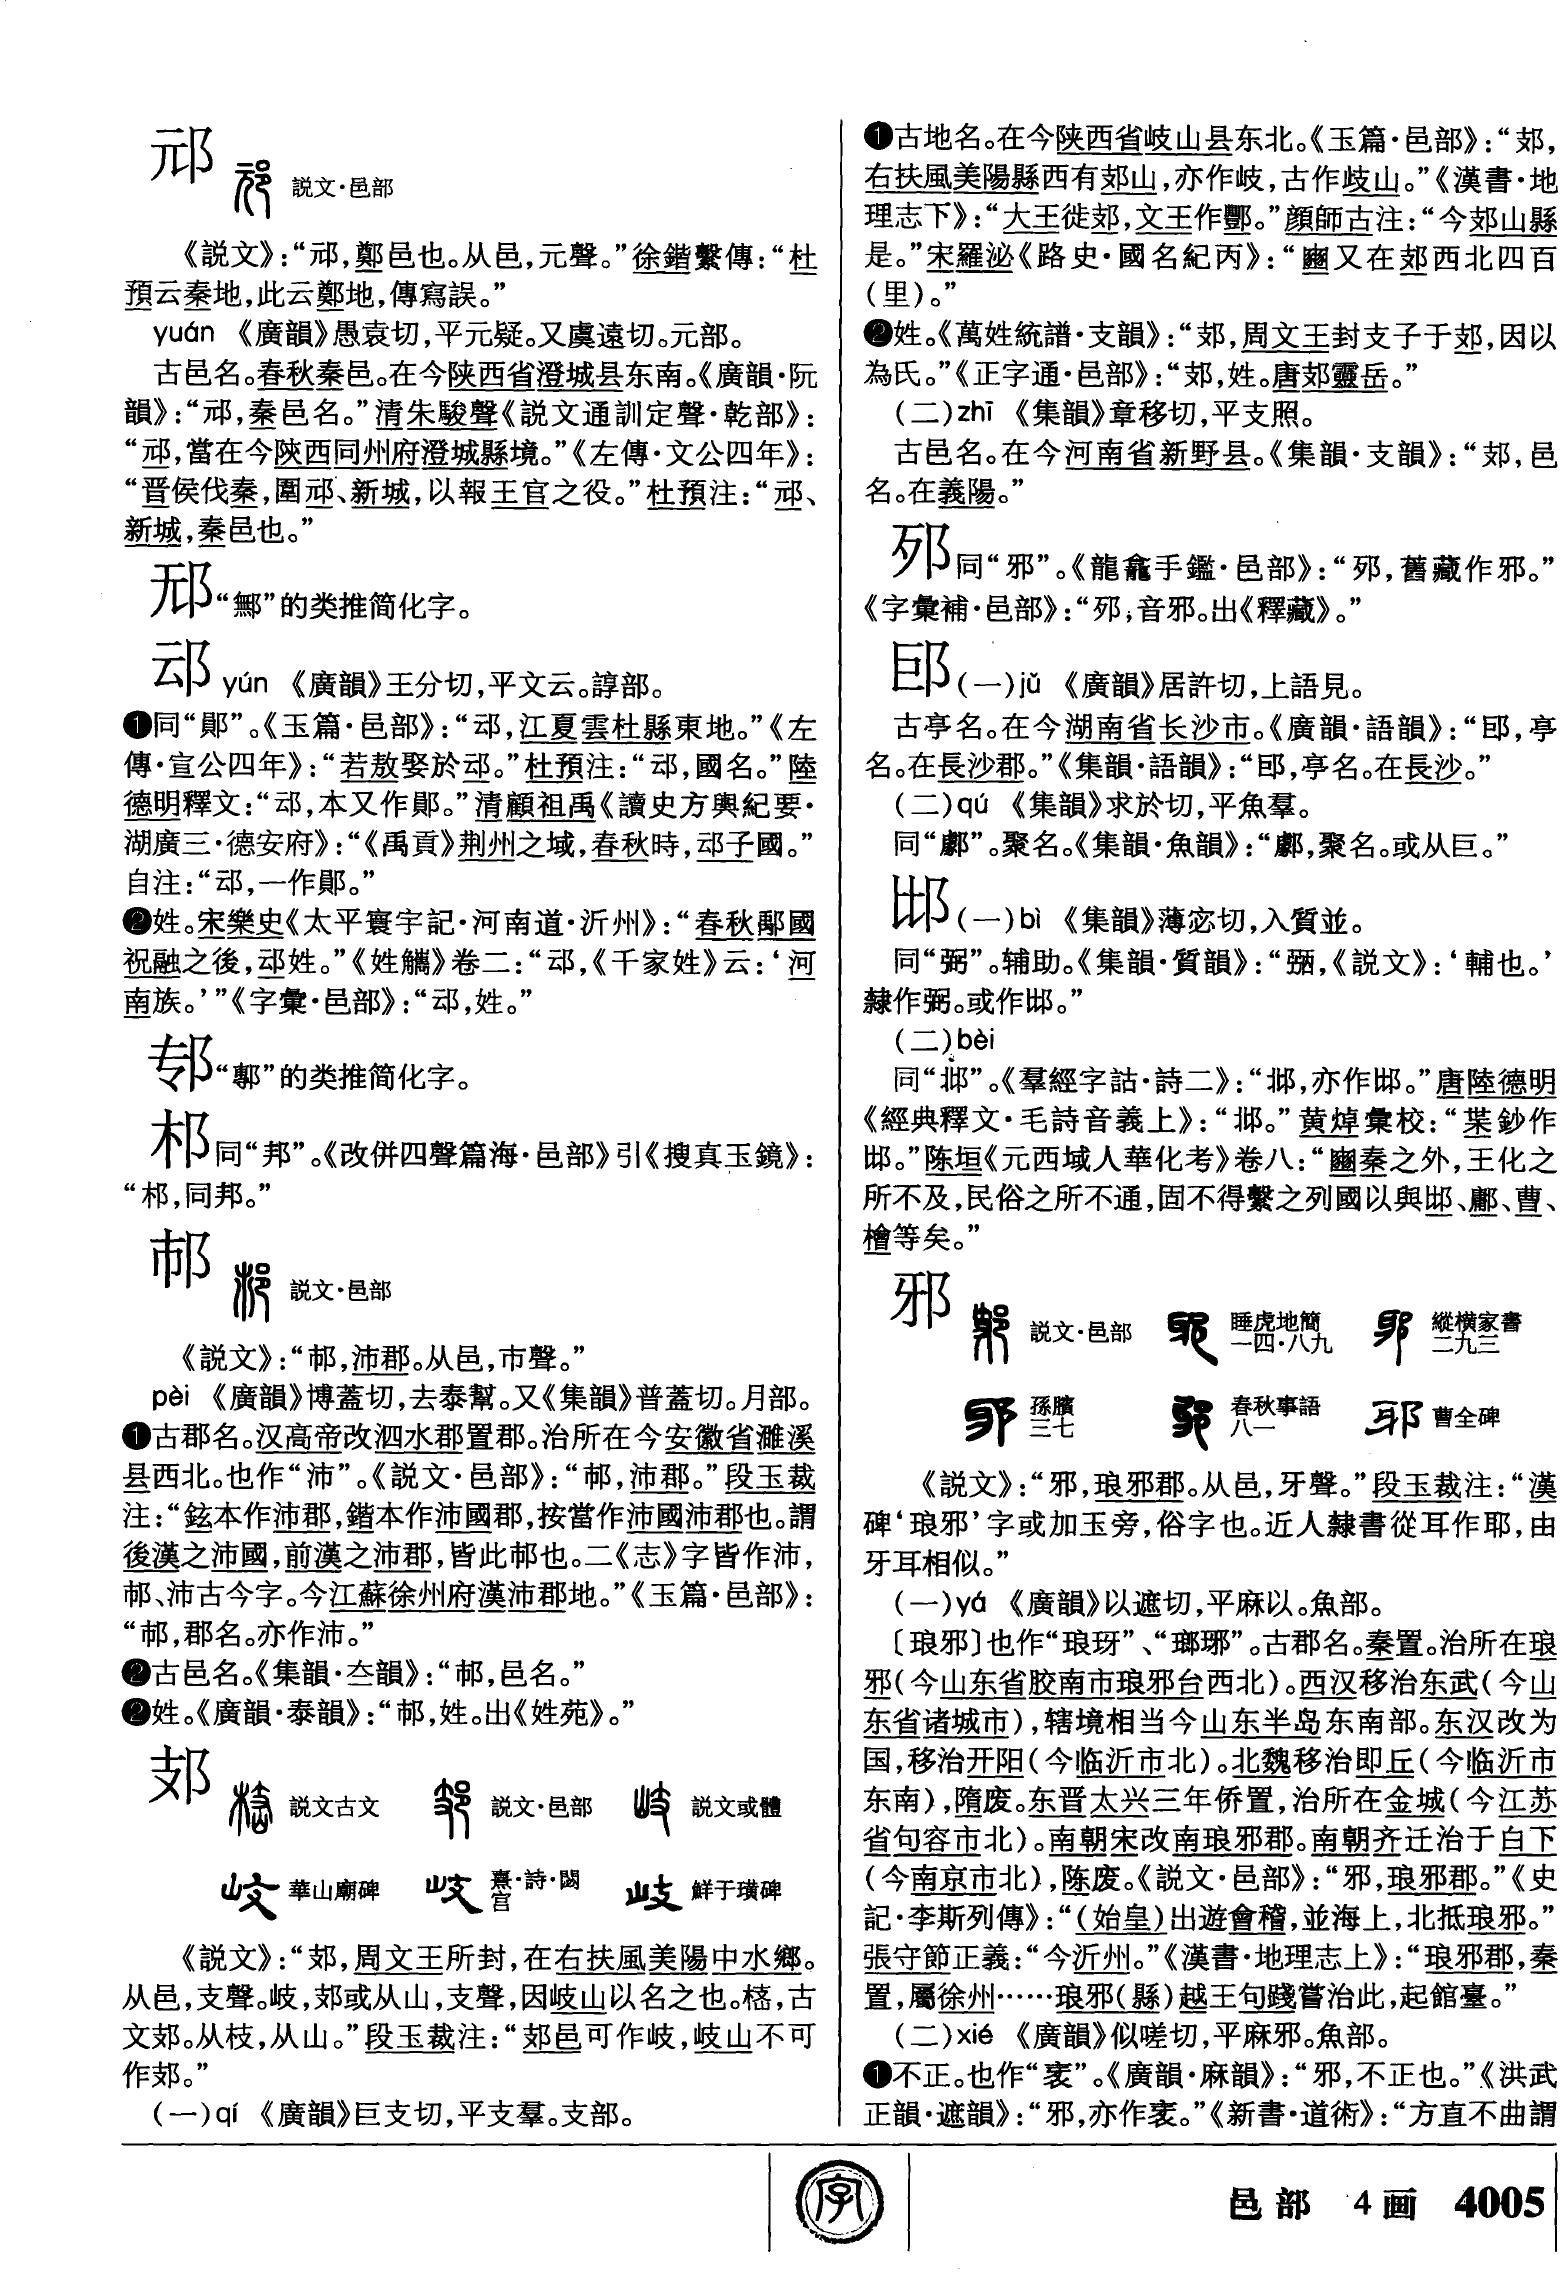 邧
説文·邑部
《説文》：“邧，鄭邑也。从邑，元聲。”徐鍇繫傳：“杜
預云秦地，此云鄭地，傳寫誤。”
yuán 《廣韻》愚袁切，平元疑。又虞遠切。元部。
古邑名。春秋秦邑。在今陕西省澄城县东南。《廣韻·阮
韻》：“邧，秦邑名。”清朱駿聲《説文通訓定聲·乾部》：
“邧，當在今陝西同州府澄城縣境。”《左傳·文公四年》：
“晋侯伐秦，圍邧、新城，以報王官之役。”杜預注：“邧、
新城，秦邑也。”
“鄦”的类推简化字。
䢵 yún 《廣韻》王分切，平文云。諄部。
❶同“鄖”。《玉篇·邑部》：“䢵，江夏雲杜縣東地。”《左
傳·宣公四年》：“若敖娶於䢵。”杜預注：“䢵，國名。”陸
德明釋文：“䢵，本又作鄖。”清顧祖禹《讀史方輿紀要·
湖廣三·德安府》：“《禹貢》荆州之域，春秋時，䢵子國。”
自注：“䢵，一作鄖。”
❷姓。宋樂史《太平寰宇記·河南道·沂州》：“春秋鄅國
祝融之後，䢵姓。”《姓觿》卷二：“䢵，《千家姓》云：‘河
南族。’”《字彙·邑部》：“䢵，姓。”
“鄟”的类推简化字。
同“邦”。《改併四聲篇海·邑部》引《搜真玉鏡》：
“，同邦。”
邶
説文·邑部
《説文》：“，沛郡。从邑，巿聲。”
pèi 《廣韻》博蓋切，去泰幫。又《集韻》普蓋切。月部。
❶古郡名。汉高帝改泗水郡置郡。治所在今安徽省濉溪
县西北。也作“沛”。《説文·邑部》：“，沛郡。”段玉裁
注：“鉉本作沛郡，鍇本作沛國郡，按當作沛國沛郡也。謂
後漢之沛國，前漢之沛郡，皆此也。二《志》字皆作沛，
、沛古今字。今江蘇徐州府漢沛郡地。”《玉篇·邑部》：
“，郡名。亦作沛。”
❷古邑名。《集韻·夳韻》：“，邑名。”
❷姓。《廣韻·泰韻》：“，姓。出《姓苑》。”
郂
説文古文 説文·邑部 説文或體
華山廟碑 熹·詩·閟宫 鮮于璜碑
《説文》：“𨙸，周文王所封，在右扶風美陽中水鄉。
从邑，支聲。岐，𨙸或从山，支聲，因岐山以名之也。，古
文𨙸。从枝，从山。”段玉裁注：“𨙸邑可作岐，岐山不可
作𨙸。”
（一）qí 《廣韻》巨支切，平支羣。支部。
❶古地名。在今陕西省岐山县东北。《玉篇·邑部》：“𨙸，
右扶風美陽縣西有𨙸山，亦作岐，古作歧山。”《漢書·地
理志下》：“大王徙𨙸，文王作酆。”顔師古注：“今𨙸山縣
是。”宋羅泌《路史·國名紀丙》：“豳又在𨙸西北四百
（里）。”
❷姓。《萬姓統譜·支韻》：“𨙸，周文王封支子于𨙸，因以
為氏。”《正字通·邑部》：“𨙸，姓。唐𨙸靈岳。”
（二）zhī 《集韻》章移切，平支照。
古邑名。在今河南省新野县。《集韻·支韻》：“𨙸，邑
名。在義陽。”
同“邪”。《龍龕手鑑·邑部》：“，舊藏作邪。”
《字彙補·邑部》：“，音邪。出《釋藏》。”
䢹（一）jǔ 《廣韻》居許切，上語見。
古亭名。在今湖南省长沙市。《廣韻·語韻》：“䢹，亭
名。在長沙郡。”《集韻·語韻》：“䢹，亭名。在長沙。”
（二）qú 《集韻》求於切，平魚羣。
同“𨞙”。聚名。《集韻·魚韻》：“𨞙，聚名。或从巨。”
（一）bì 《集韻》薄宓切，入質並。
同“弼”。辅助。《集韻·質韻》：“弻，《説文》：‘輔也。’
隸作弼。或作。”
（二）bèi
同“邶”。《羣經字詁·詩二》：“邶，亦作。”唐陸德明
《經典釋文·毛詩音義上》：“邶。”黄焯彙校：“葉鈔作
。”陈垣《元西域人華化考》卷八：“豳秦之外，王化之
所不及，民俗之所不通，固不得繫之列國以與、鄘、曹、
檜等矣。”
邪
説文·邑部 睡虎地簡一四·八九 縱横家書二九三
孫臏三七 春秋事語八一 曹全碑
《説文》：“邪，琅邪郡。从邑，牙聲。”段玉裁注：“漢
碑‘琅邪’字或加玉旁，俗字也。近人隸書從耳作耶，由
牙耳相似。”
（一）yá 《廣韻》以遮切，平麻以。魚部。
〔琅邪〕也作“琅玡”、“瑯琊”。古郡名。秦置。治所在琅
邪（今山东省胶南市琅邪台西北）。西汉移治东武（今山
东省诸城市），辖境相当今山东半岛东南部。东汉改为
国，移治开阳（今临沂市北）。北魏移治即丘（今临沂市
东南），隋废。东晋太兴三年侨置，治所在金城（今江苏
省句容市北）。南朝宋改南琅邪郡。南朝齐迁治于白下
（今南京市北），陈废。《説文·邑部》：“邪，琅邪郡。”《史
記·李斯列傳》：“（始皇）出遊會稽，並海上，北抵琅邪。”
張守節正義：“今沂州。”《漢書·地理志上》：“琅邪郡，秦
置，屬徐州……琅邪（縣）越王句踐嘗治此，起館臺。”
（二）xié 《廣韻》似嗟切，平麻邪。魚部。
❶不正。也作“衺”。《廣韻·麻韻》：“邪，不正也。”《洪武
正韻·遮韻》：“邪，亦作衺。”《新書·道術》：“方直不曲謂
字
邑部 4画 4005